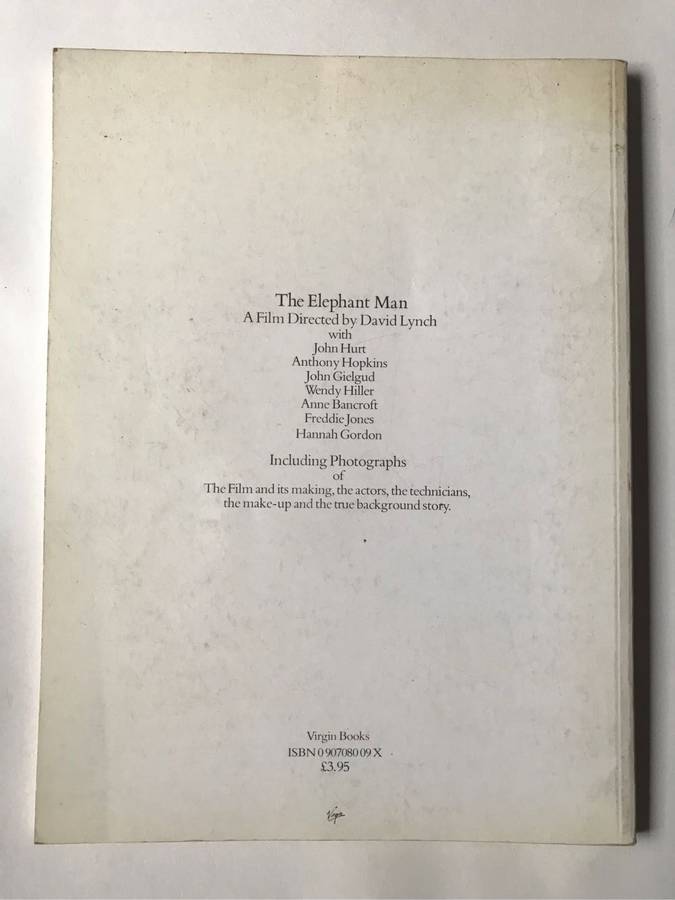 The Elephant Man
A Film Directed by David Lynch
with
John Hurt
Anthony Hopkins
John Gielgud
Wendy Hiller
Anne Bancroft
Freddie Jones
Hannah Gordon
Including Photographs
of
The Film and its making, the actors, the technicians,
the make-up and the true background story.
Virgin Books
ISBN 0 907080 09 X
£3.95
Virgin